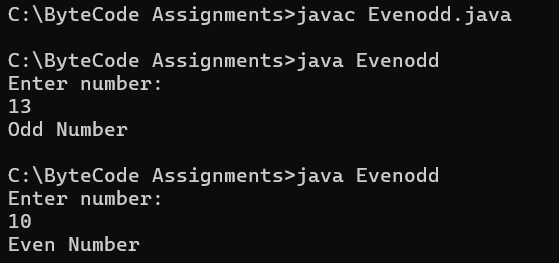 C:\ByteCode Assignments>javac Evenodd.java
C:\ByteCode Assignments>java Evenodd
Enter number:
13
Odd Number
C:\ByteCode Assignments>java Evenodd
Enter number:
10
Even Number